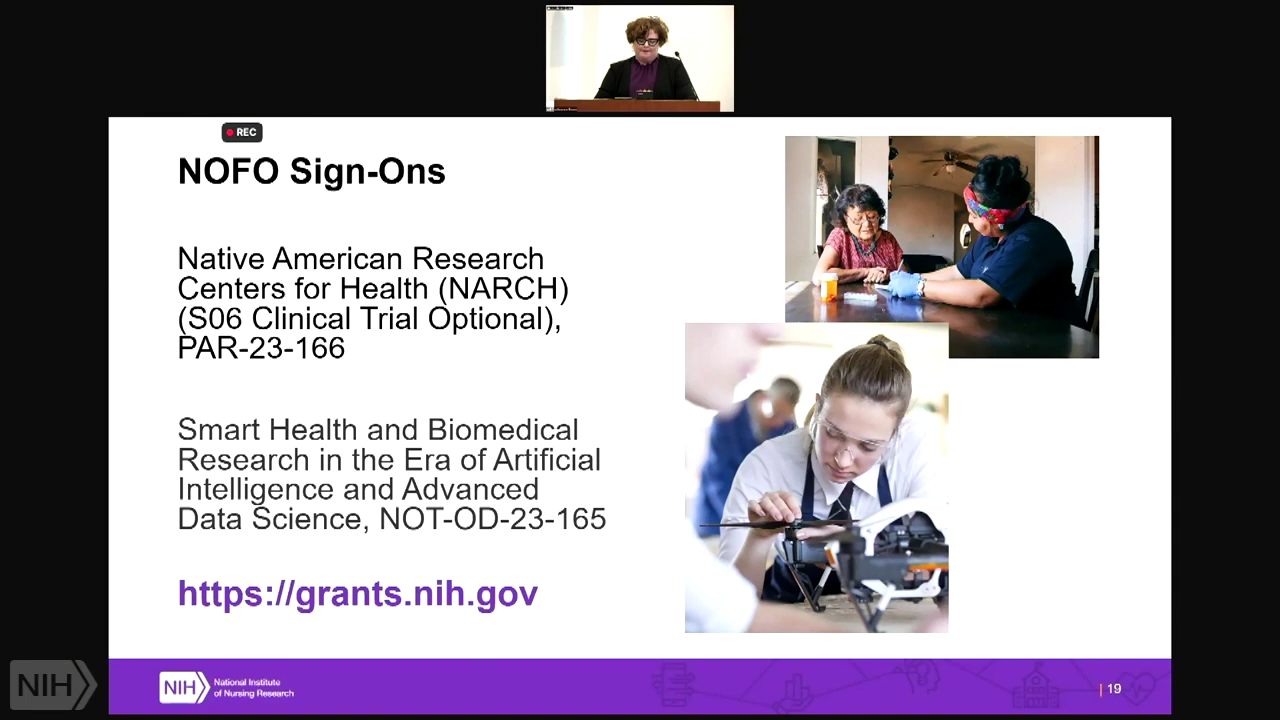 REC
NOFO Sign-Ons
Native American Research
Centers for Health (NARCH)
(S06 Clinical Trial Optional),
PAR-23-166
Smart Health and Biomedical
Research in the Era of Artificial
Intelligence and Advanced
Data Science, NOT-OD-23-165
https://grants.nih.gov
NIH
NIH
National Institute
of Nursing Research
| 19